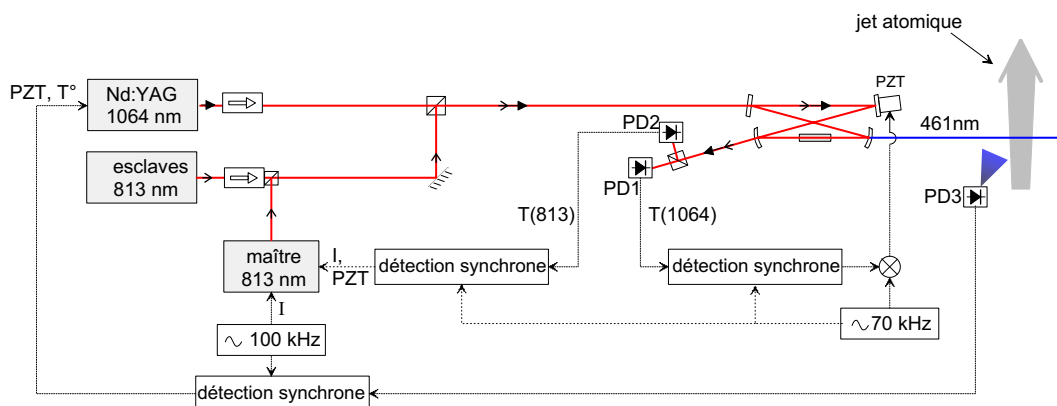 jet atomique
PZT, T°
Nd:YAG
1064 nm
PZT
461nm
PD2
esclaves
813 nm
PD1
PD3
T(813)
T(1064)
maître
813 nm
I,
PZT
détection synchrone
détection synchrone
I
100 kHz
70 kHz
détection synchrone